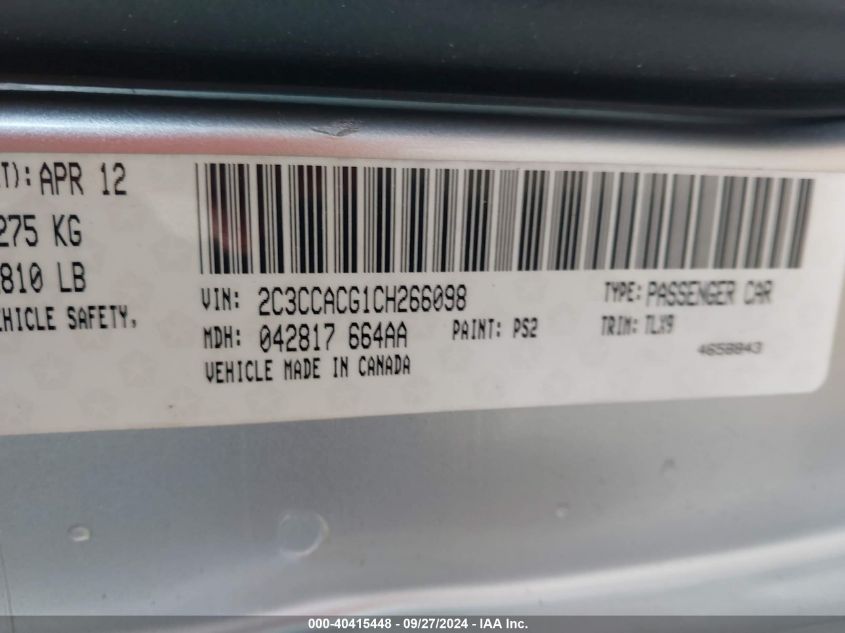 T): APR 12
275 KG
810 LB
EHICLE SAFETY,
VIN: 2C3CCACG1CH266098
TYPE: PASSENGER CAR
MDH: 042817 664AA
PAINT: PS2
TRIM: TLX9
VEHICLE MADE IN CANADA
4658843
000-40415448 - 09/27/2024 - IAA Inc.